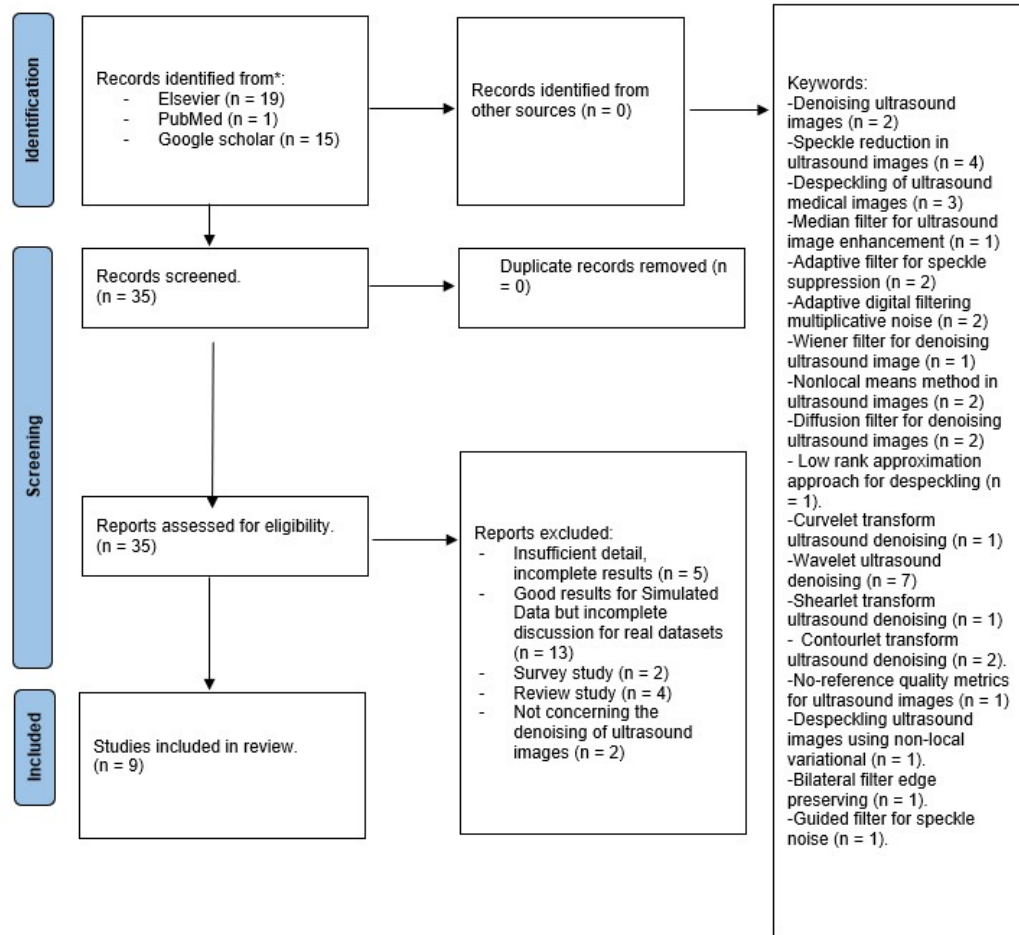 Identification
Records identified from*:
- Elsevier (n = 19)
- PubMed (n = 1)
- Google scholar (n = 15)
Records identified from
other sources (n = 0)
Keywords:
-Denoising ultrasound
images (n = 2)
-Speckle reduction in
ultrasound images (n = 4)
-Despeckling of ultrasound
medical images (n = 3)
-Median filter for ultrasound
image enhancement (n = 1)
-Adaptive filter for speckle
suppression (n = 2)
-Adaptive digital filtering
multiplicative noise (n = 2)
-Wiener filter for denoising
ultrasound image (n = 1)
-Nonlocal means method in
ultrasound images (n = 2)
-Diffusion filter for denoising
ultrasound images (n = 2)
- Low rank approximation
approach for despeckling (n
= 1).
-Curvelet transform
ultrasound denoising (n = 1)
-Wavelet ultrasound
denoising (n = 7)
-Shearlet transform
ultrasound denoising (n = 1)
- Contourlet transform
ultrasound denoising (n = 2).
-No-reference quality metrics
for ultrasound images (n = 1)
-Despeckling ultrasound
images using non-local
variational (n = 1).
-Bilateral filter edge
preserving (n = 1).
-Guided filter for speckle
noise (n = 1).
Screening
Records screened.
(n = 35)
Duplicate records removed (n
= 0)
Reports assessed for eligibility.
(n = 35)
Reports excluded:
- Insufficient detail,
incomplete results (n = 5)
- Good results for Simulated
Data but incomplete
discussion for real datasets
(n = 13)
- Survey study (n = 2)
- Review study (n = 4)
- Not concerning the
denoising of ultrasound
images (n = 2)
Included
Studies included in review.
(n = 9)